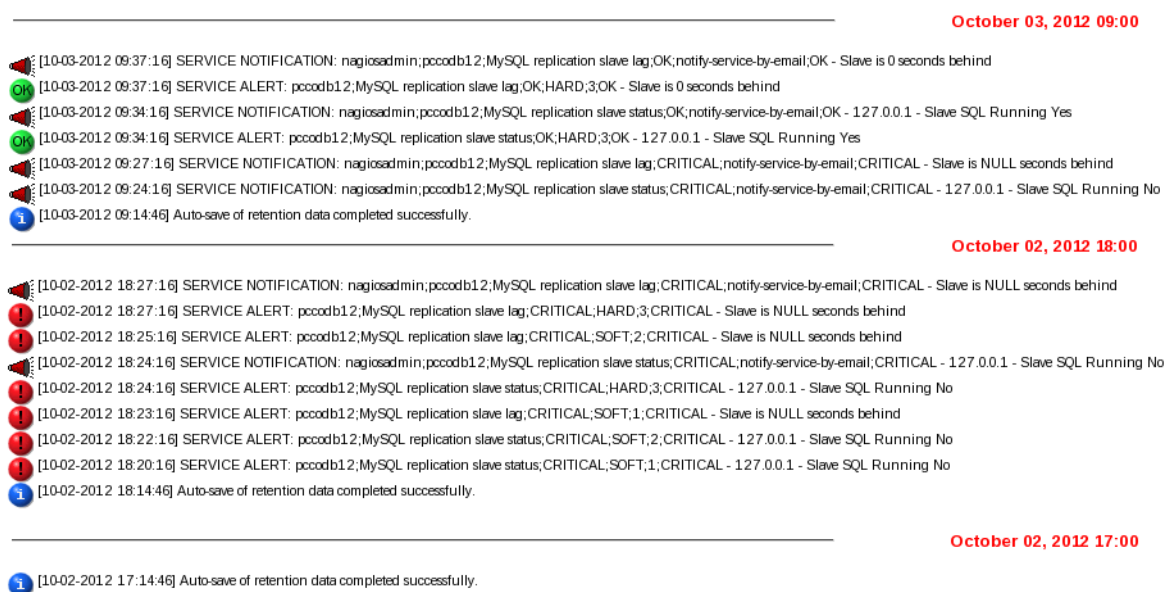 October 03, 2012 09:00
[10-03-2012 09:37:16] SERVICE NOTIFICATION: nagiosadmin;pccodb12;MySQL replication slave lag;OK;notify-service-by-email;OK - Slave is 0 seconds behind
OK [10-03-2012 09:37:16] SERVICE ALERT: pccodb12;MySQL replication slave lag;OK;HARD;3;OK - Slave is 0 seconds behind
[10-03-2012 09:34:16] SERVICE NOTIFICATION: nagiosadmin;pccodb12;MySQL replication slave status;OK;notify-service-by-email;OK - 127.0.0.1 - Slave SQL Running Yes
OK [10-03-2012 09:34:16] SERVICE ALERT: pccodb12;MySQL replication slave status;OK;HARD;3;OK - 127.0.0.1 - Slave SQL Running Yes
[10-03-2012 09:27:16] SERVICE NOTIFICATION: nagiosadmin;pccodb12;MySQL replication slave lag;CRITICAL;notify-service-by-email;CRITICAL - Slave is NULL seconds behind
[10-03-2012 09:24:16] SERVICE NOTIFICATION: nagiosadmin;pccodb12;MySQL replication slave status;CRITICAL;notify-service-by-email;CRITICAL - 127.0.0.1 - Slave SQL Running No
i [10-03-2012 09:14:46] Auto-save of retention data completed successfully.
October 02, 2012 18:00
[10-02-2012 18:27:16] SERVICE NOTIFICATION: nagiosadmin;pccodb12;MySQL replication slave lag;CRITICAL;notify-service-by-email;CRITICAL - Slave is NULL seconds behind
! [10-02-2012 18:27:16] SERVICE ALERT: pccodb12;MySQL replication slave lag;CRITICAL;HARD;3;CRITICAL - Slave is NULL seconds behind
! [10-02-2012 18:25:16] SERVICE ALERT: pccodb12;MySQL replication slave lag;CRITICAL;SOFT;2;CRITICAL - Slave is NULL seconds behind
[10-02-2012 18:24:16] SERVICE NOTIFICATION: nagiosadmin;pccodb12;MySQL replication slave status;CRITICAL;notify-service-by-email;CRITICAL - 127.0.0.1 - Slave SQL Running No
! [10-02-2012 18:24:16] SERVICE ALERT: pccodb12;MySQL replication slave status;CRITICAL;HARD;3;CRITICAL - 127.0.0.1 - Slave SQL Running No
! [10-02-2012 18:23:16] SERVICE ALERT: pccodb12;MySQL replication slave lag;CRITICAL;SOFT;1;CRITICAL - Slave is NULL seconds behind
! [10-02-2012 18:22:16] SERVICE ALERT: pccodb12;MySQL replication slave status;CRITICAL;SOFT;2;CRITICAL - 127.0.0.1 - Slave SQL Running No
! [10-02-2012 18:20:16] SERVICE ALERT: pccodb12;MySQL replication slave status;CRITICAL;SOFT;1;CRITICAL - 127.0.0.1 - Slave SQL Running No
i [10-02-2012 18:14:46] Auto-save of retention data completed successfully.
October 02, 2012 17:00
i [10-02-2012 17:14:46] Auto-save of retention data completed successfully.